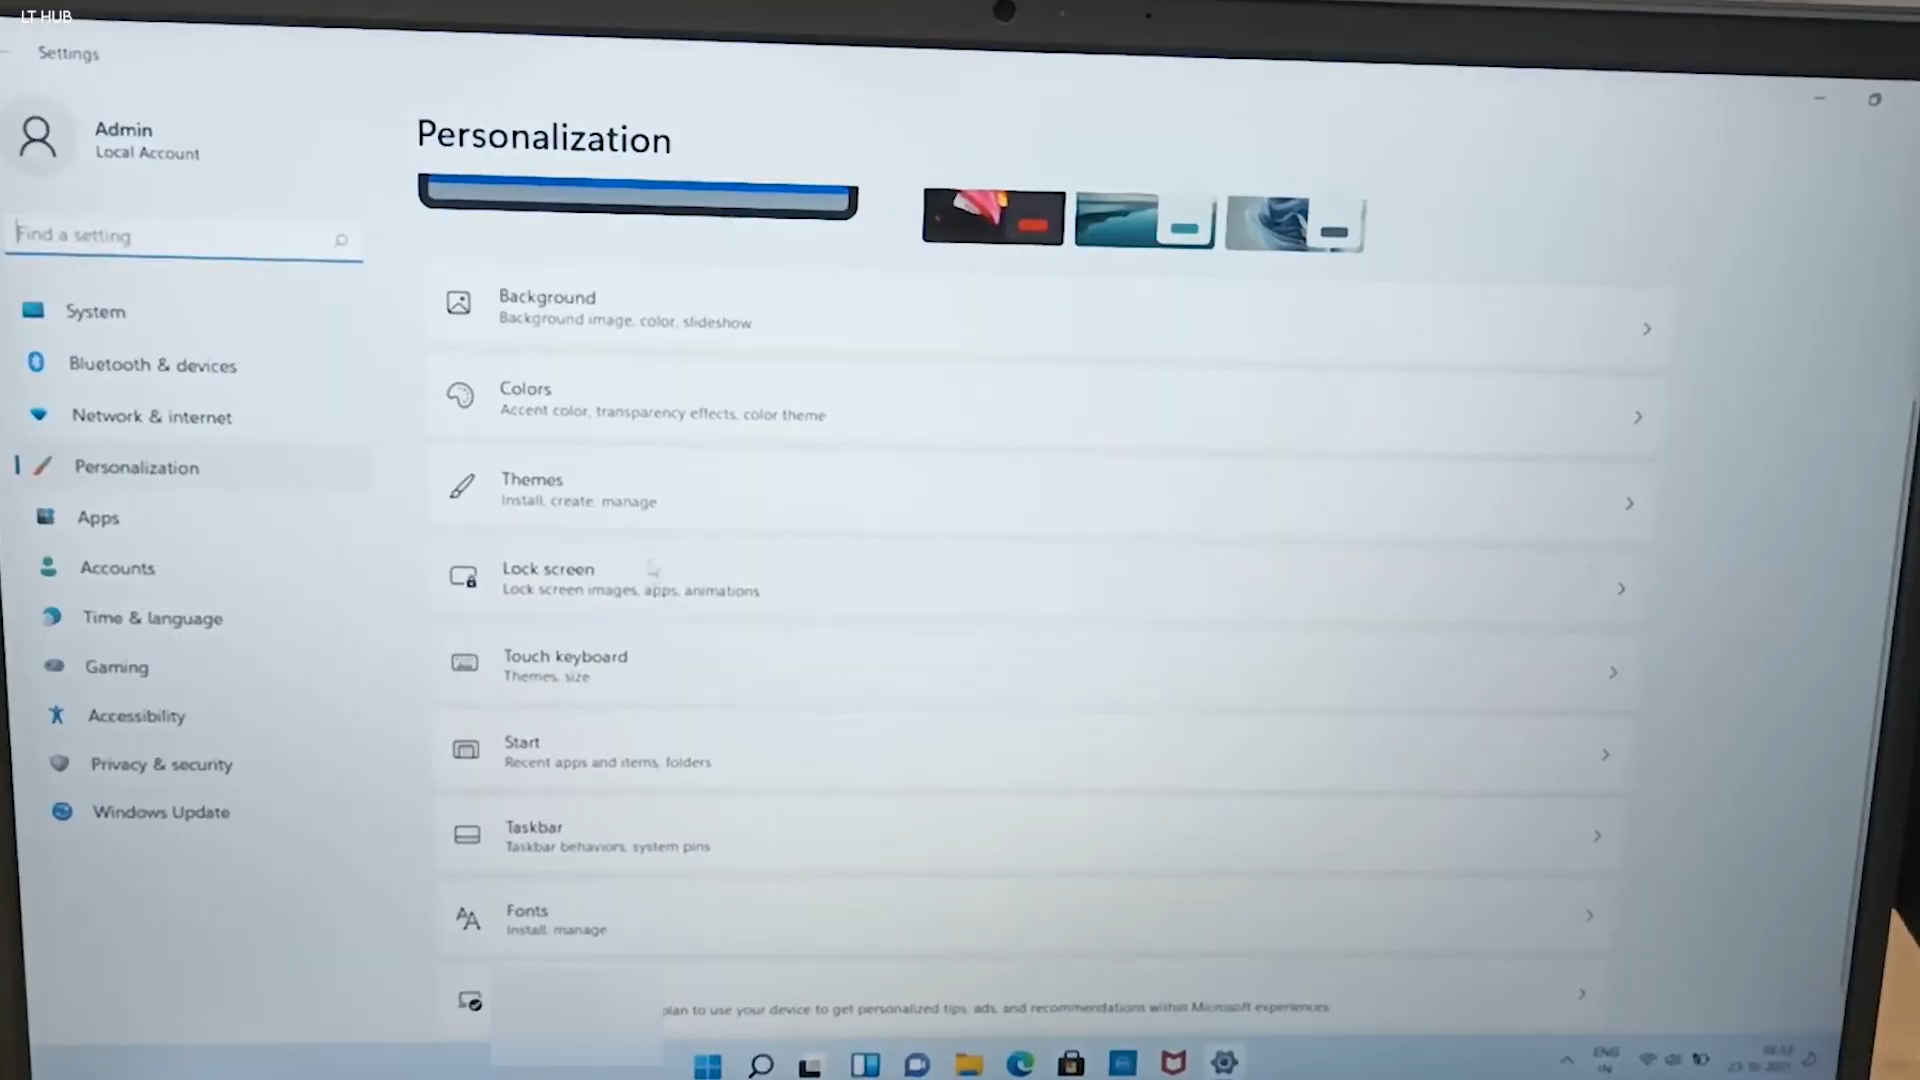 LT HUB
Settings
Admin
Local Account
Find a setting
System
Bluetooth & devices
Network & internet
Personalization
Apps
Accounts
Time & language
Gaming
Accessibility
Privacy & security
Windows Update
Personalization
Background
Background image, color, slideshow
Colors
Accent color, transparency effects, color theme
Themes
Install, create, manage
Lock screen
Lock screen images, apps, animations
Touch keyboard
Themes, size
Start
Recent apps and items, folders
Taskbar
Taskbar behaviors, system pins
Fonts
Install, manage
plan to use your device to get personalized tips, ads, and recommendations within Microsoft experiences.
ENG
IN